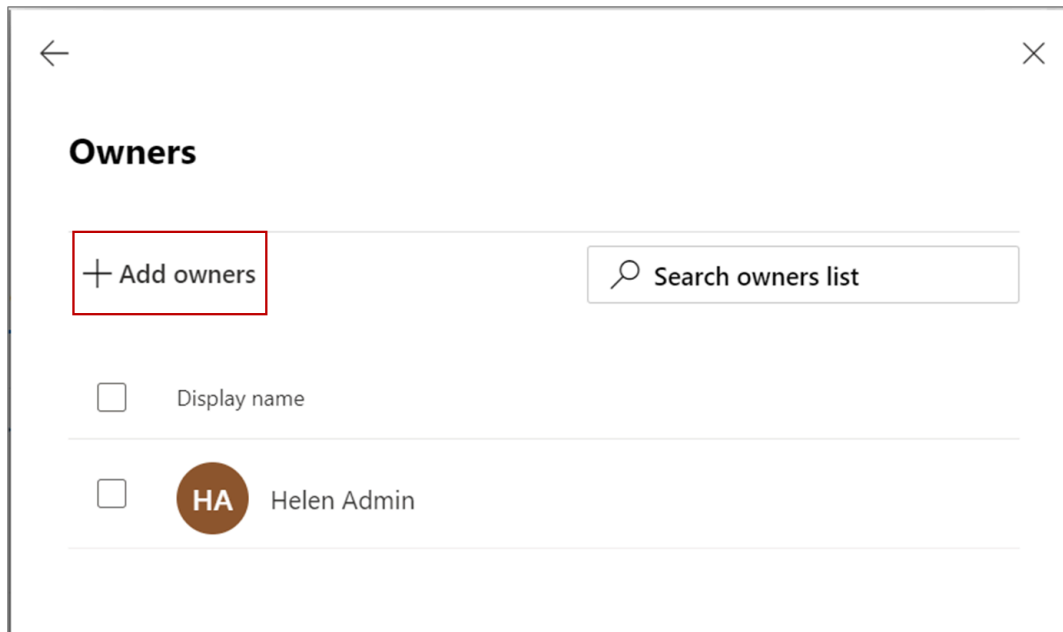 Owners
Add owners
Search owners list
Display name
HA
Helen Admin